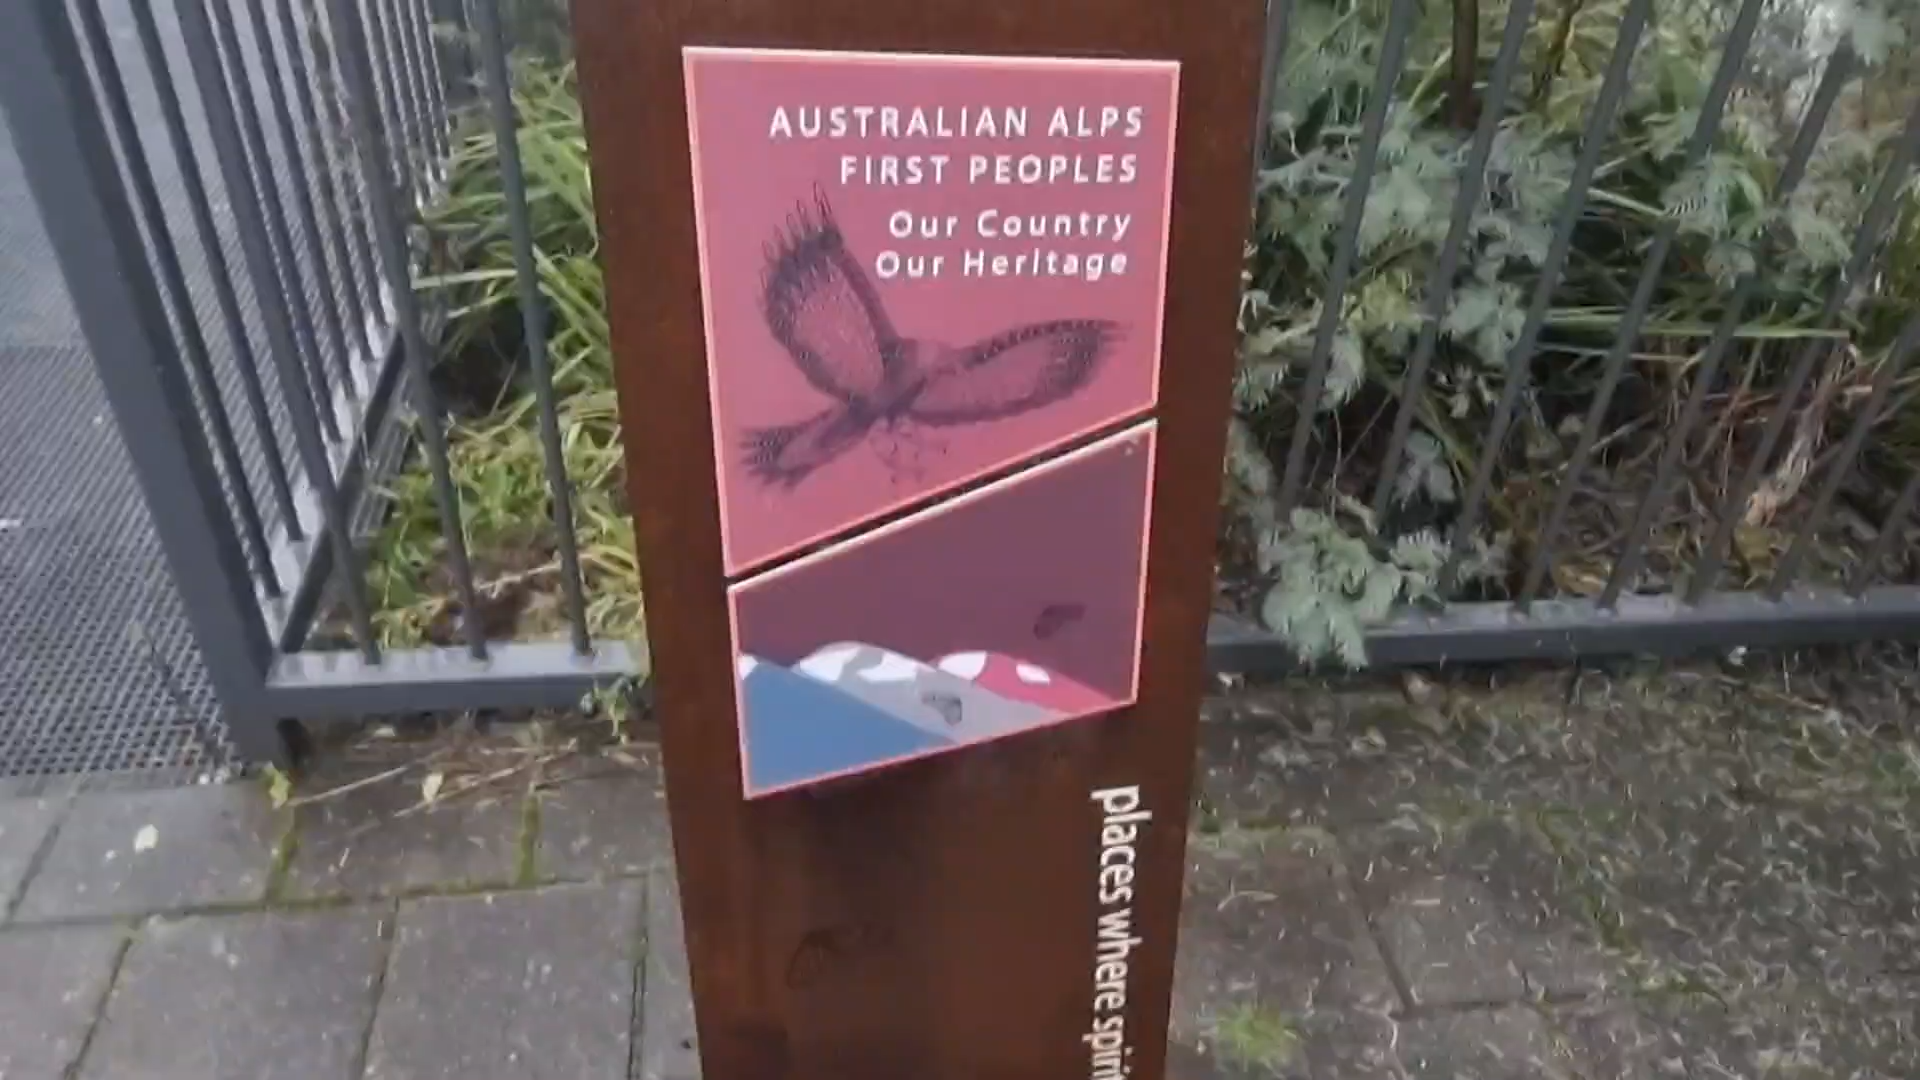 AUSTRALIAN ALPS
FIRST PEOPLES
Our Country
Our Heritage
places where